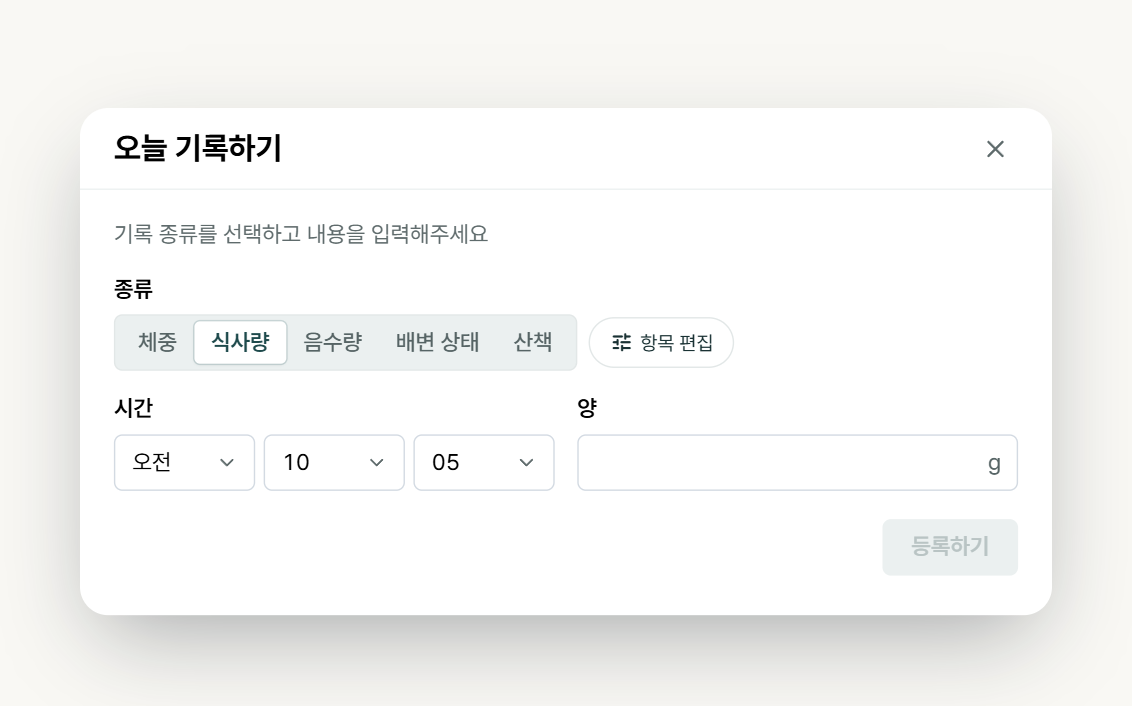 오늘 기록하기
기록 종류를 선택하고 내용을 입력해주세요
종류
체중 식사량 음수량 배변 상태 산책 항목 편집
시간 양
오전 10 05 g
등록하기